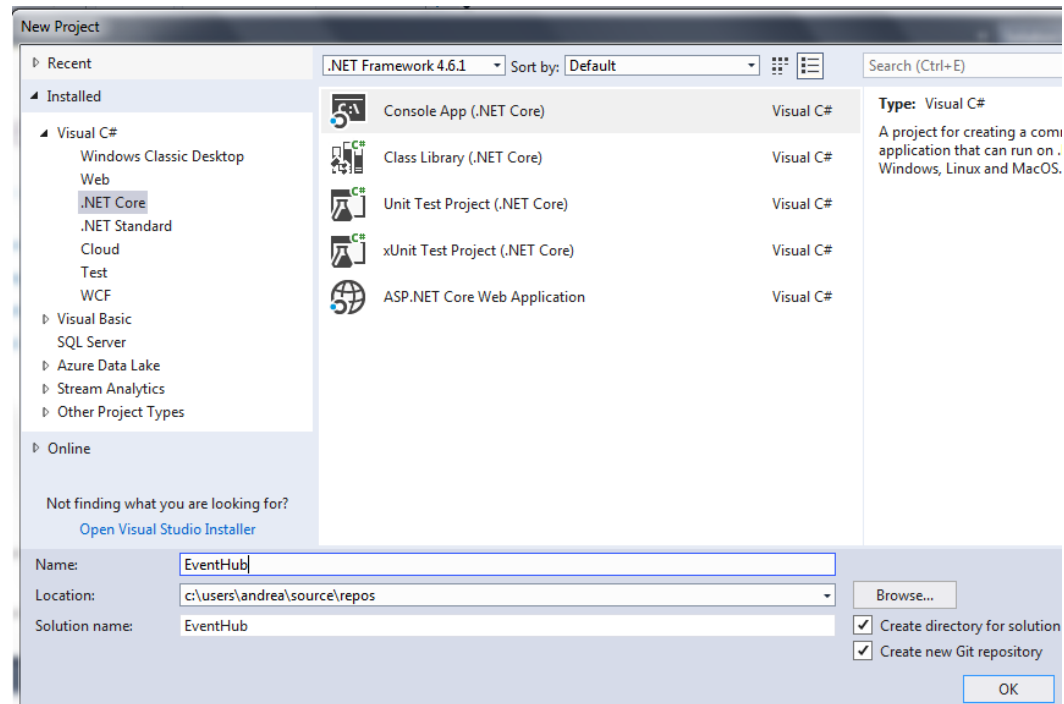 New Project
Recent
Installed
Visual C#
Windows Classic Desktop
Web
.NET Core
.NET Standard
Cloud
Test
WCF
Visual Basic
SQL Server
Azure Data Lake
Stream Analytics
Other Project Types
Online
Not finding what you are looking for?
Open Visual Studio Installer
.NET Framework 4.6.1 Sort by: Default
Search (Ctrl+E)
Console App (.NET Core) Visual C#
Class Library (.NET Core) Visual C#
Unit Test Project (.NET Core) Visual C#
xUnit Test Project (.NET Core) Visual C#
ASP.NET Core Web Application Visual C#
Type: Visual C#
A project for creating a com
application that can run on .
Windows, Linux and MacOS.
Name: EventHub
Location: c:\users\andrea\source\repos
Browse...
Solution name: EventHub
Create directory for solution
Create new Git repository
OK